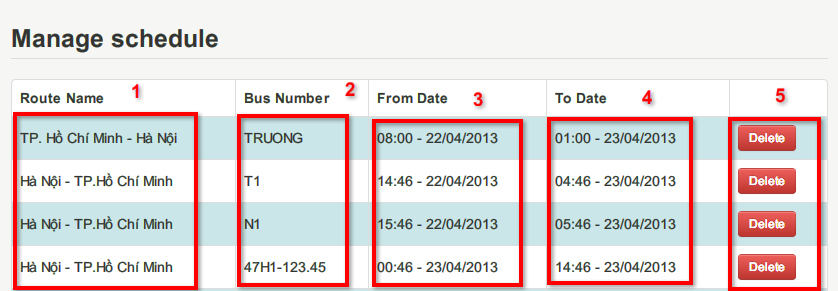 Manage schedule
Route Name 1 Bus Number 2 From Date 3 To Date 4 5
TP. Hồ Chí Minh - Hà Nội TRUONG 08:00 - 22/04/2013 01:00 - 23/04/2013 Delete
Hà Nội - TP.Hồ Chí Minh T1 14:46 - 22/04/2013 04:46 - 23/04/2013 Delete
Hà Nội - TP.Hồ Chí Minh N1 15:46 - 22/04/2013 05:46 - 23/04/2013 Delete
Hà Nội - TP.Hồ Chí Minh 47H1-123.45 00:46 - 23/04/2013 14:46 - 23/04/2013 Delete